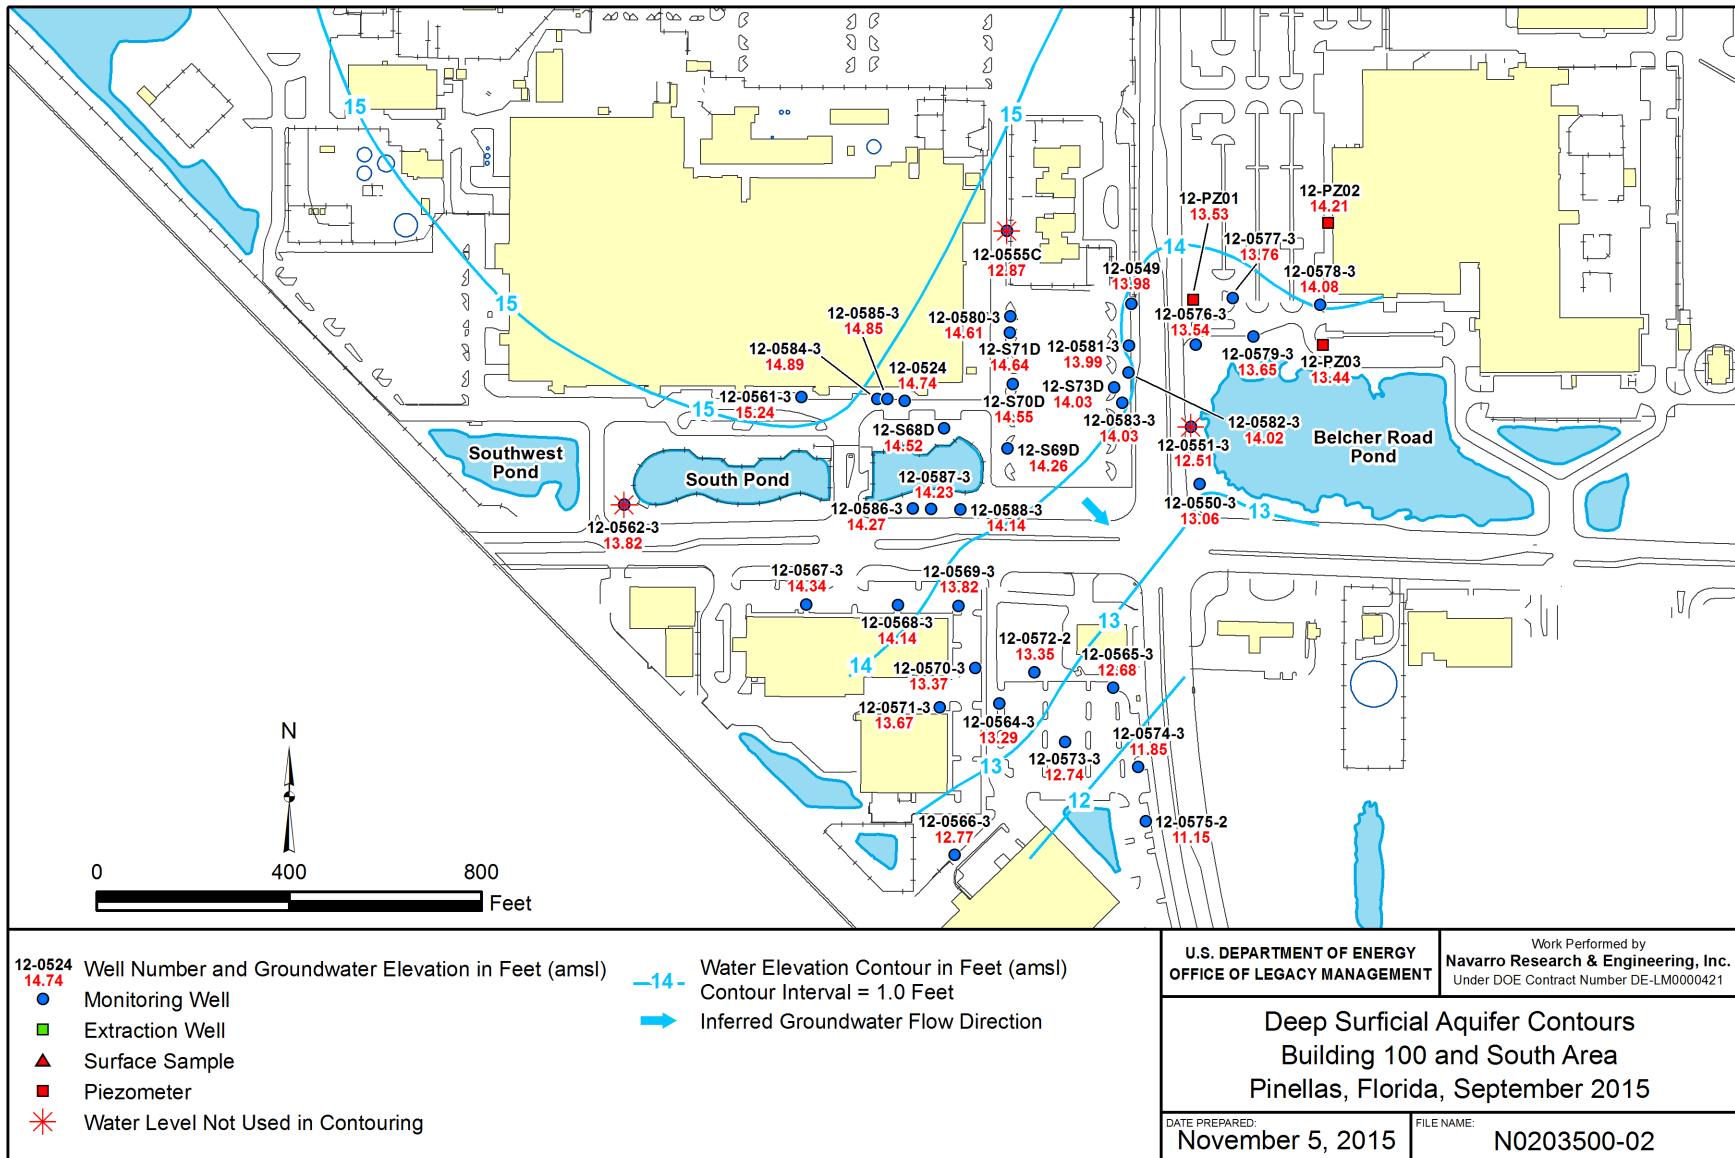 15
15
15
15
12-PZ01
13.53
12-PZ02
14.21
12-0577-3
13.76
14
12-0555C
12.87
12-0549
13.98
12-0578-3
14.08
12-0585-3
14.85
12-0580-3
14.61
12-0576-3
13.54
12-0584-3
14.89
12-S71D
14.64
12-0581-3
13.99
12-0579-3
13.65
12-PZ03
13.44
12-0524
14.74
12-0561-3
15.24
12-S70D
14.55
12-S73D
14.03
12-0583-3
14.03
12-0582-3
14.02
12-S68D
14.52
12-S69D
14.26
12-0551-3
12.51
Belcher Road
Pond
Southwest
Pond
South Pond
12-0587-3
14.23
12-0586-3
14.27
12-0588-3
14.14
12-0550-3
13.06
13
12-0562-3
13.82
12-0567-3
14.34
12-0569-3
13.82
12-0568-3
14.14
13
12-0572-2
13.35
12-0565-3
12.68
14
12-0570-3
13.37
12-0571-3
13.67
12-0564-3
13.29
12-0574-3
11.85
12-0573-3
12.74
13
12
12-0566-3
12.77
12-0575-2
11.15
N
0
400
800
Feet
12-0524
14.74
Well Number and Groundwater Elevation in Feet (amsl)
Monitoring Well
Extraction Well
Surface Sample
Piezometer
Water Level Not Used in Contouring
14
Water Elevation Contour in Feet (amsl)
Contour Interval = 1.0 Feet
Inferred Groundwater Flow Direction
U.S. DEPARTMENT OF ENERGY
OFFICE OF LEGACY MANAGEMENT
Work Performed by
Navarro Research & Engineering, Inc.
Under DOE Contract Number DE-LM0000421
Deep Surficial Aquifer Contours
Building 100 and South Area
Pinellas, Florida, September 2015
DATE PREPARED:
November 5, 2015
FILE NAME:
N0203500-02